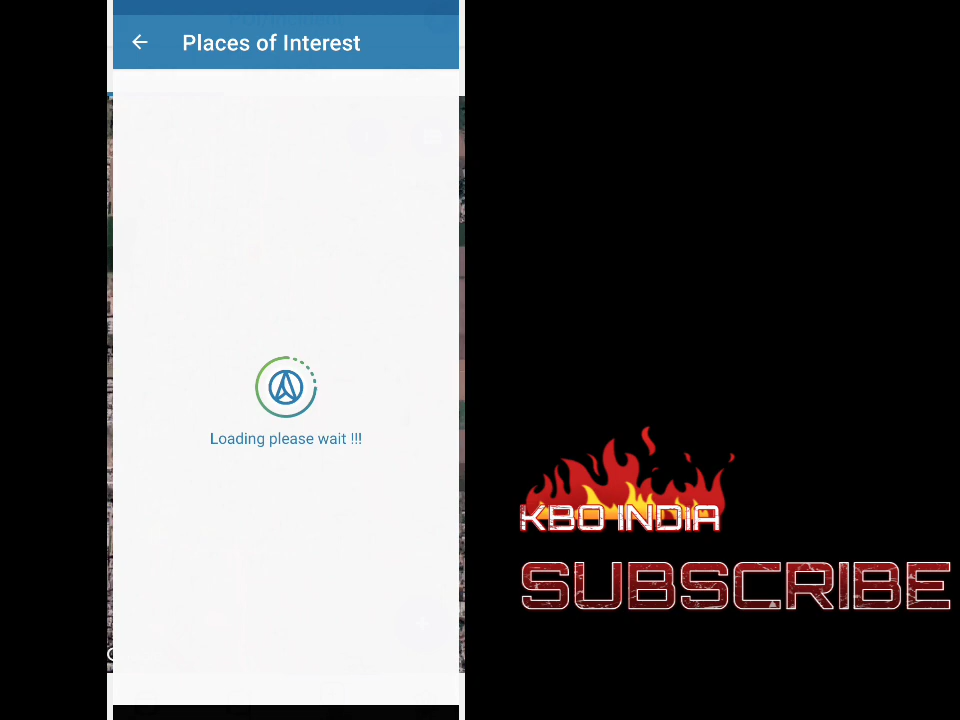 Places of Interest
Loading please wait !!!
KBO INDIA
SUBSCRIBE